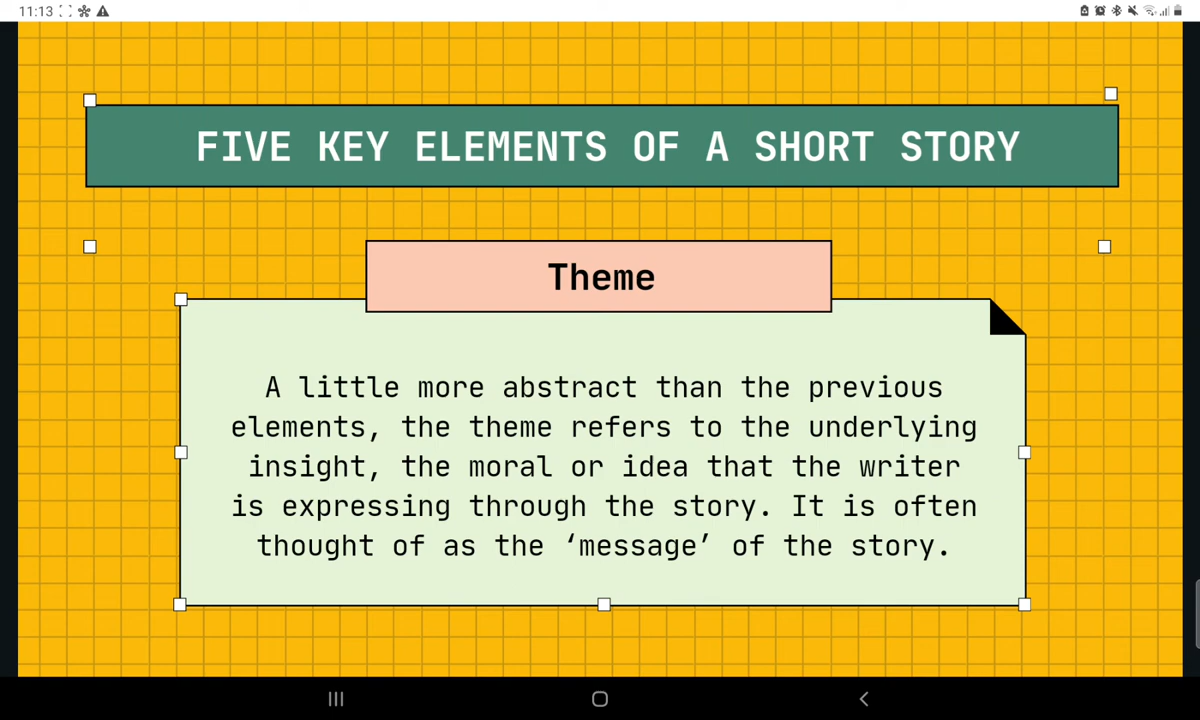 11:13
FIVE KEY ELEMENTS OF A SHORT STORY
Theme
A little more abstract than the previous
elements, the theme refers to the underlying
insight, the moral or idea that the writer
is expressing through the story. It is often
thought of as the ‘message’ of the story.